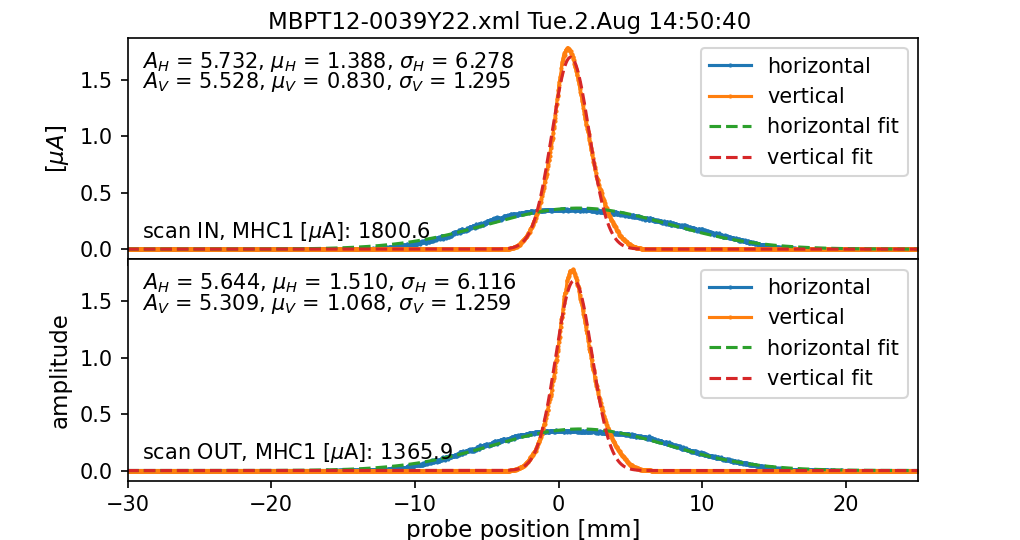 MBPT12-0039Y22.xml Tue.2.Aug 14:50:40
A_H = 5.732, μ_H = 1.388, σ_H = 6.278
A_V = 5.528, μ_V = 0.830, σ_V = 1.295
horizontal
vertical
horizontal fit
vertical fit
1.5
1.0
0.5
0.0
[μA]
scan IN, MHC1 [μA]: 1800.6
A_H = 5.644, μ_H = 1.510, σ_H = 6.116
A_V = 5.309, μ_V = 1.068, σ_V = 1.259
horizontal
vertical
horizontal fit
vertical fit
1.5
1.0
0.5
0.0
amplitude
scan OUT, MHC1 [μA]: 1365.9
−30 −20 −10 0 10 20
probe position [mm]